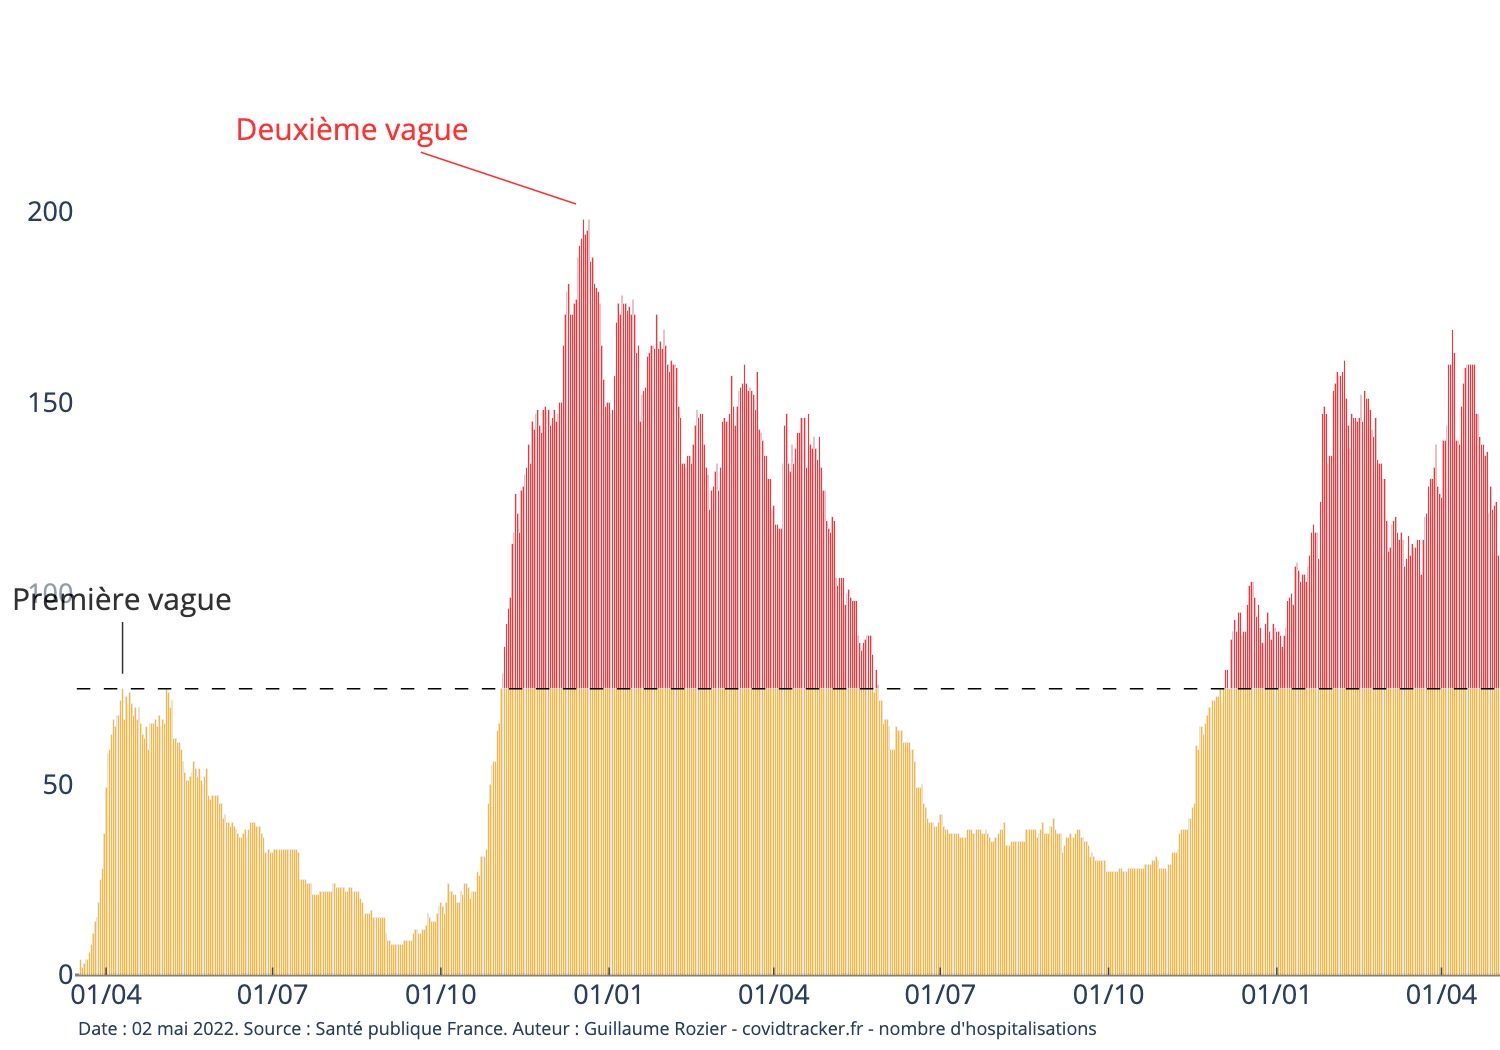 Deuxième vague
200
150
100
Première vague
50
0
01/04 01/07 01/10 01/01 01/04 01/07 01/10 01/01 01/04
Date : 02 mai 2022. Source : Santé publique France. Auteur : Guillaume Rozier - covidtracker.fr - nombre d'hospitalisations